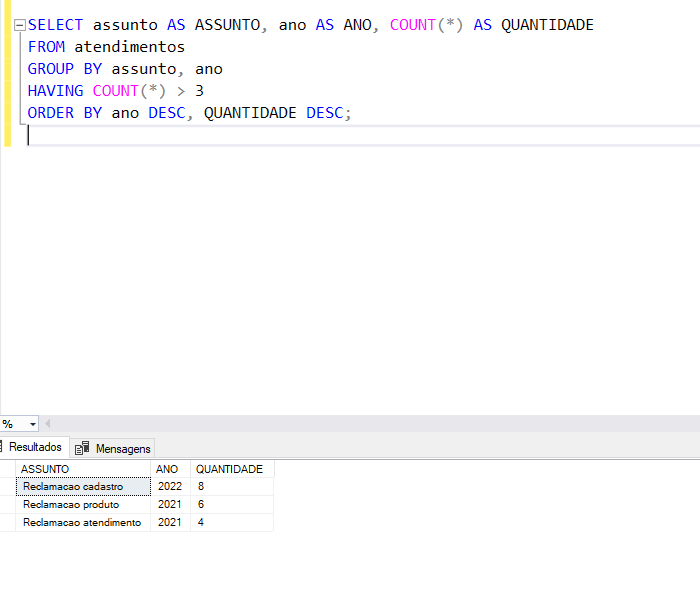 SELECT assunto AS ASSUNTO, ano AS ANO, COUNT(*) AS QUANTIDADE
FROM atendimentos
GROUP BY assunto, ano
HAVING COUNT(*) > 3
ORDER BY ano DESC, QUANTIDADE DESC;
%
Resultados Mensagens
ASSUNTO ANO QUANTIDADE
Reclamacao cadastro 2022 8
Reclamacao produto 2021 6
Reclamacao atendimento 2021 4